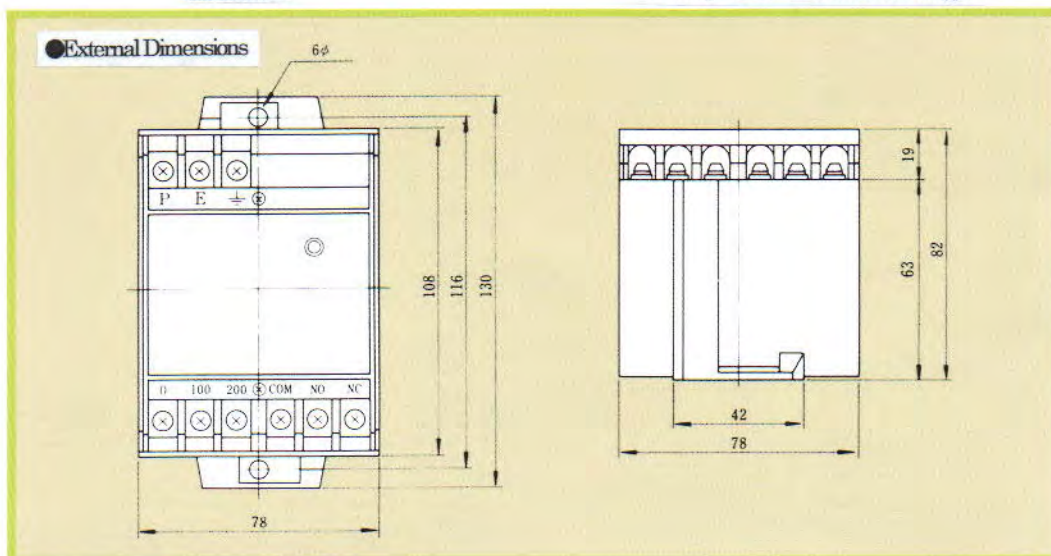 ●External Dimensions
6φ
P E ⏚
0 100 200 COM NO NC
108
116
130
78
19
63
82
42
78